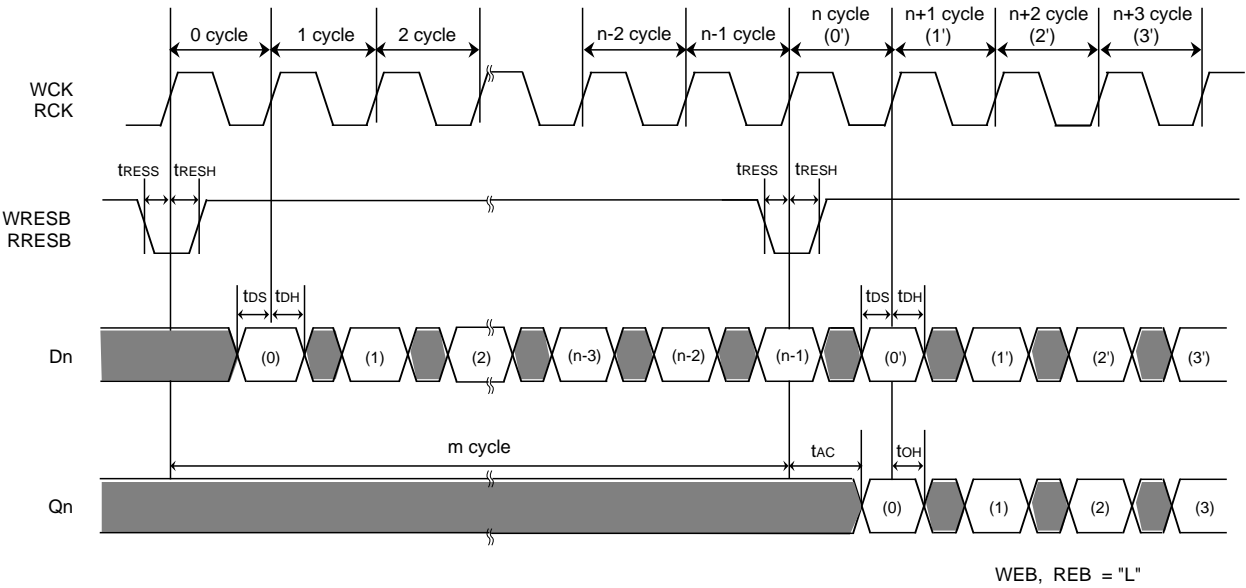 0 cycle 1 cycle 2 cycle n-2 cycle n-1 cycle n cycle (0') n+1 cycle (1') n+2 cycle (2') n+3 cycle (3')
WCK
RCK
tRESS tRESH tRESS tRESH
WRESB
RRESB
tDS tDH tDS tDH
Dn (0) (1) (2) (n-3) (n-2) (n-1) (0') (1') (2') (3')
m cycle tAC tOH
Qn (0) (1) (2) (3)
WEB, REB = "L"